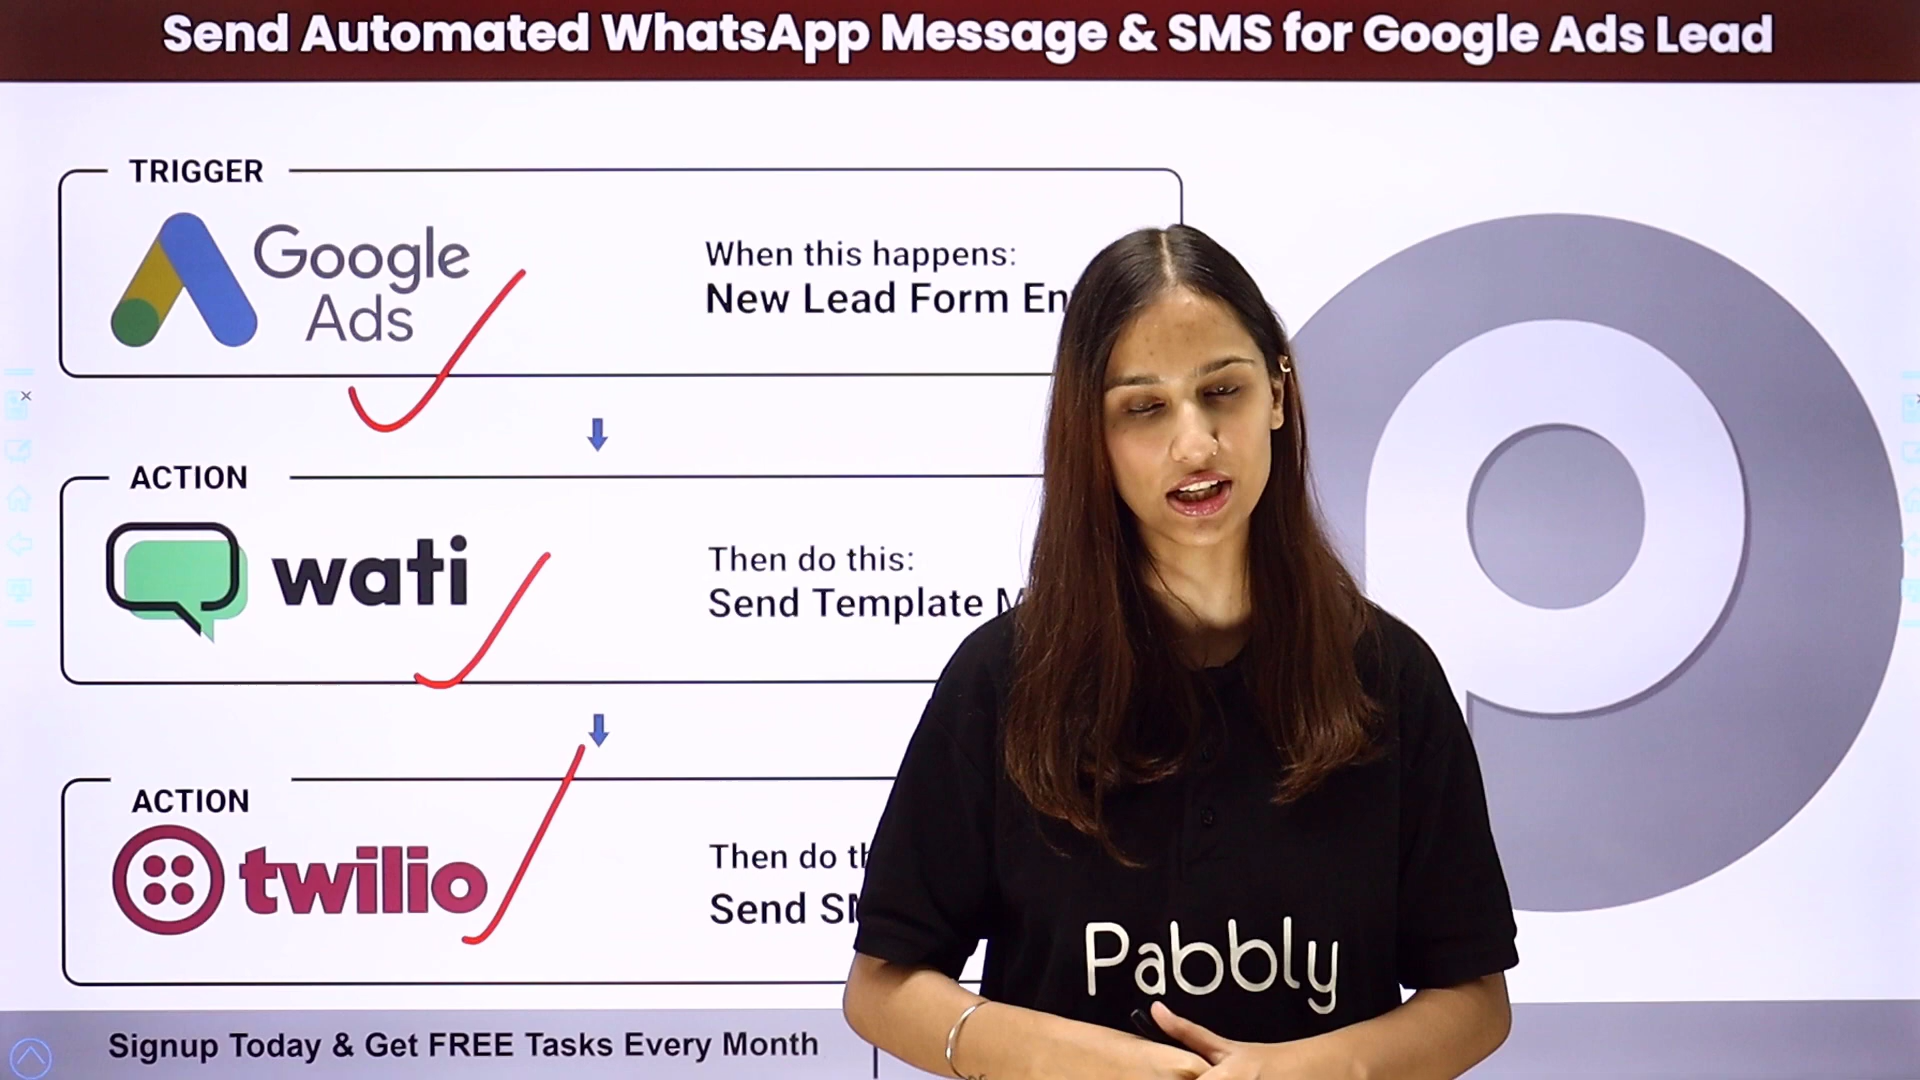 Send Automated WhatsApp Message & SMS for Google Ads Lead
TRIGGER
Google
Ads
When this happens:
New Lead Form En
ACTION
wati
Then do this:
Send Template
ACTION
twilio
Then do
Send
Pabbly
Signup Today & Get FREE Tasks Every Month